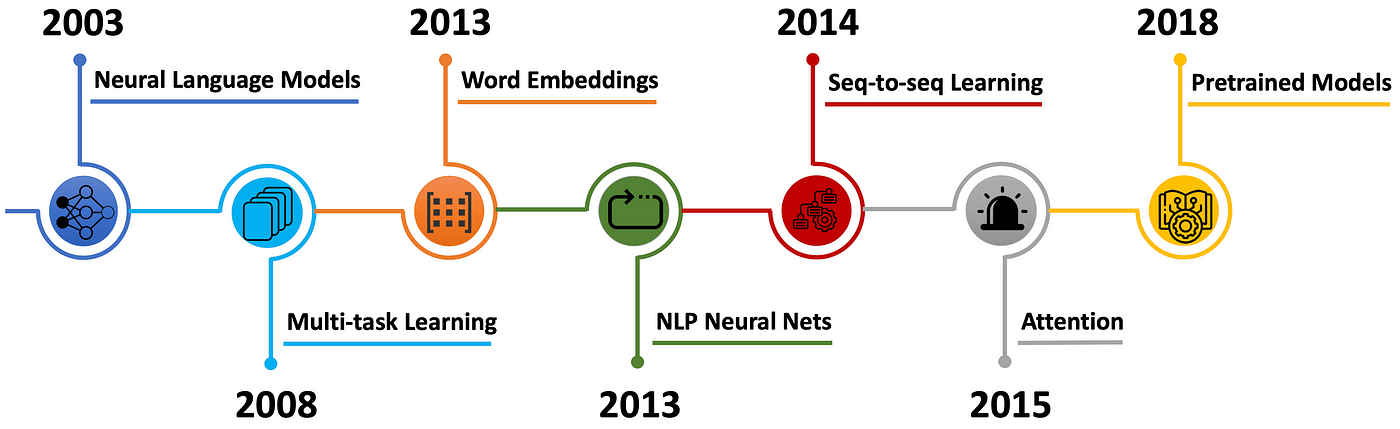 2003
Neural Language Models
2008
Multi-task Learning
2013
Word Embeddings
2013
NLP Neural Nets
2014
Seq-to-seq Learning
2015
Attention
2018
Pretrained Models